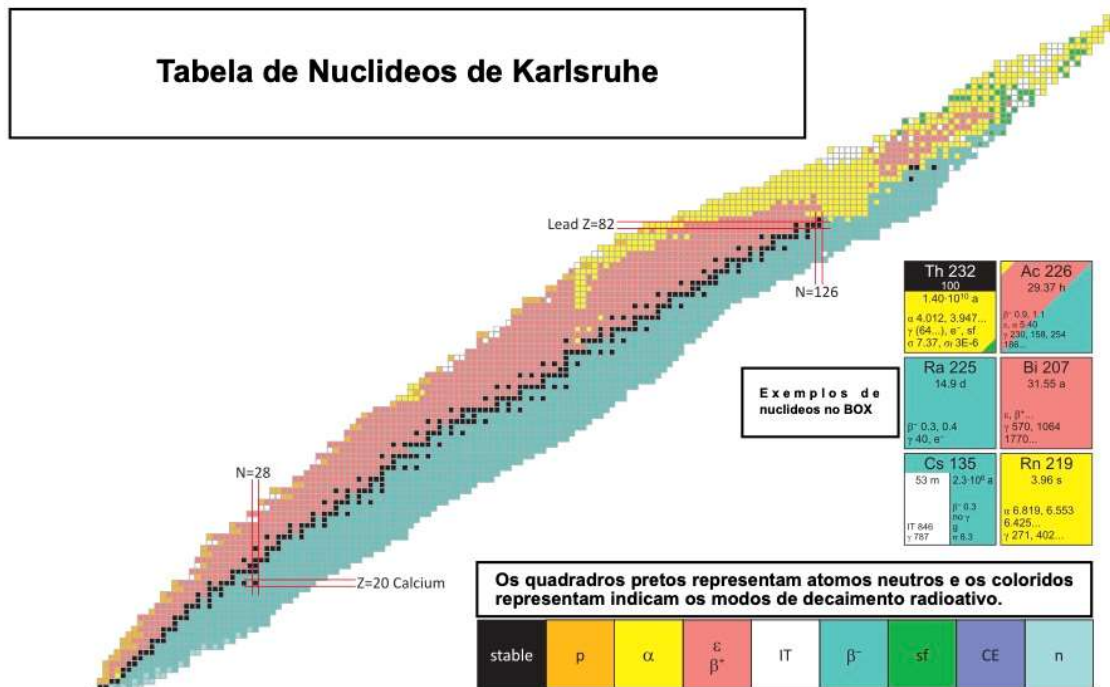 Tabela de Nuclideos de Karlsruhe
Lead Z=82
N=126
N=28
Z=20 Calcium
Exemplos de
nuclideos no BOX
Th 232
100
1.40·10¹⁰ a
α 4.012, 3.947...
γ (64...), e⁻, sf
σ 7.37, σf 3E-6
Ac 226
29.37 h
β⁻ 0.9, 1.1
ε, α 5.40
γ 230, 158, 254
186...
Ra 225
14.9 d
β⁻ 0.3, 0.4
γ 40, e⁻
Bi 207
31.55 a
ε, β⁺...
γ 570, 1064
1770...
Cs 135
53 m
IT 846
γ 787
2.3·10⁶ a
β⁻ 0.3
no γ
g
σ 8.3
Rn 219
3.96 s
α 6.819, 6.553
6.425...
γ 271, 402...
Os quadrados pretos representam atomos neutros e os coloridos
representam indicam os modos de decaimento radioativo.
stable
p
α
ε
β⁺
IT
β⁻
sf
CE
n